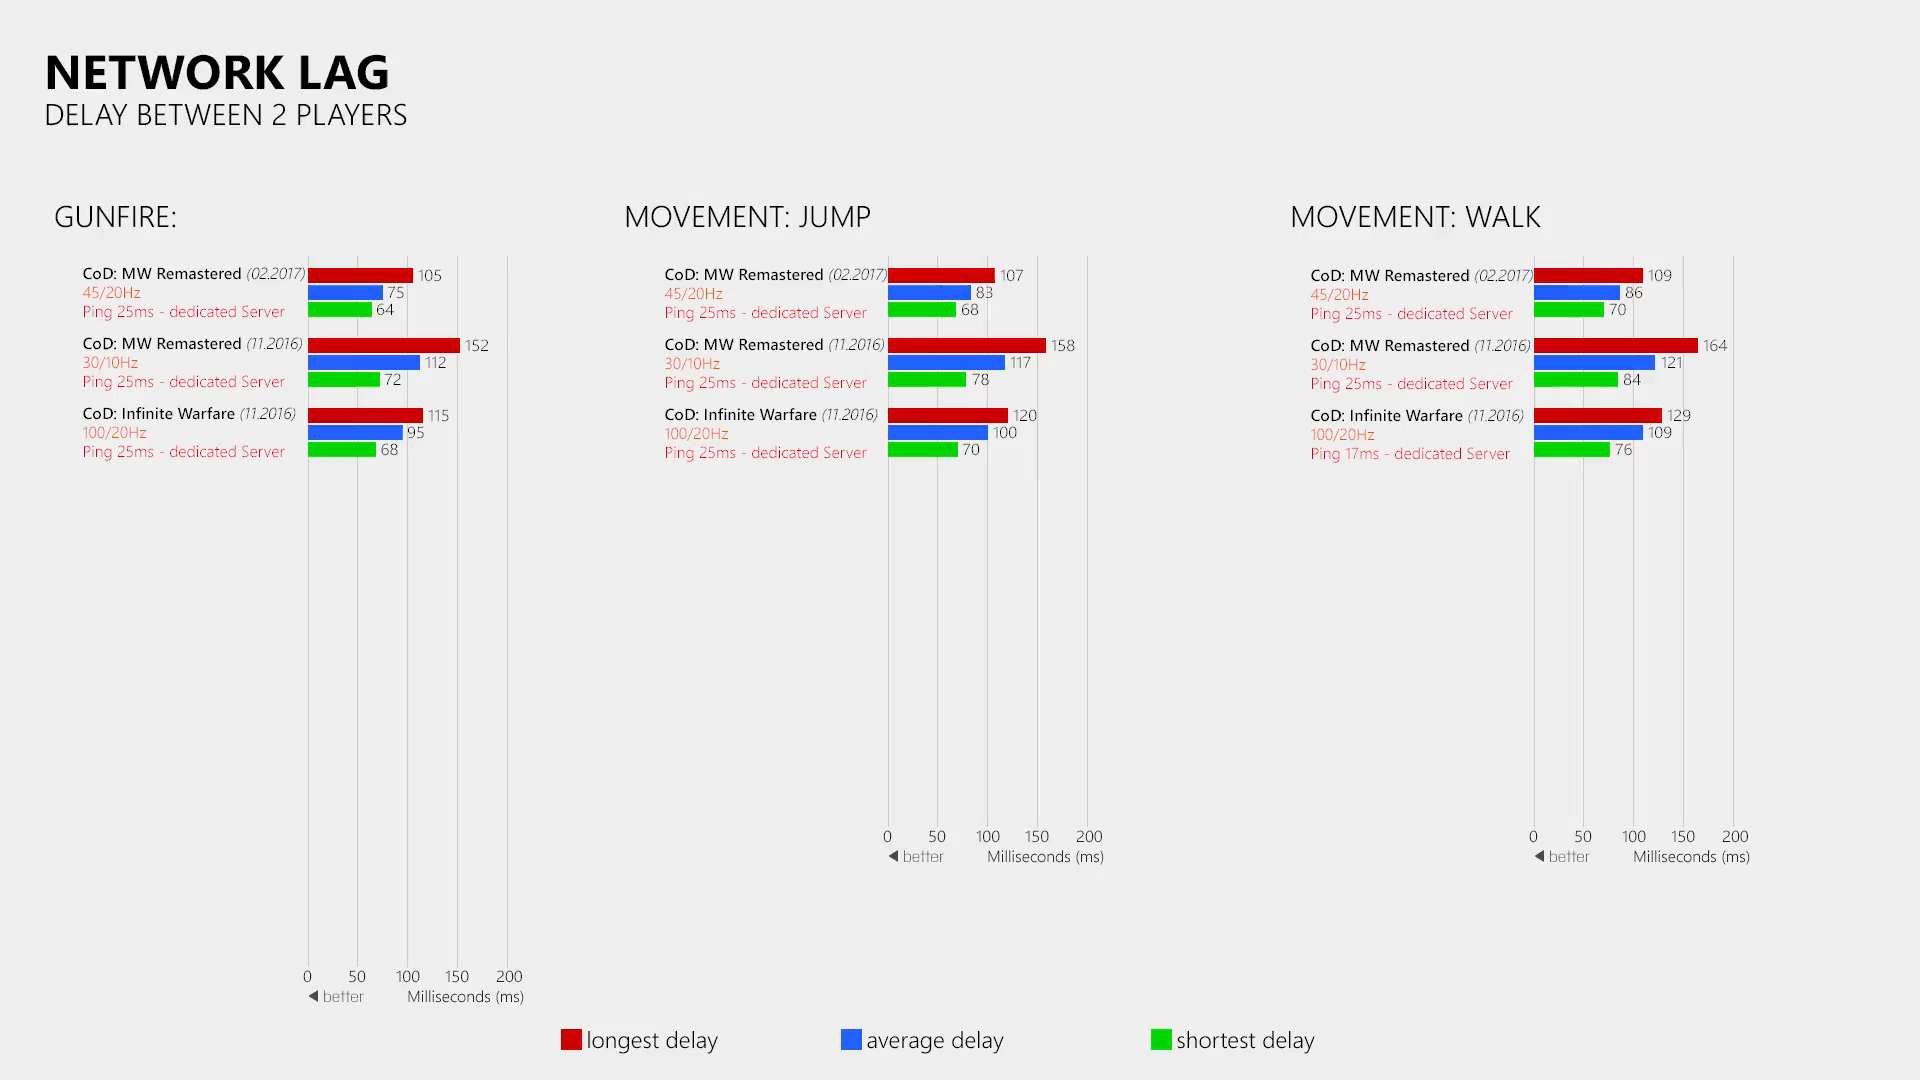 NETWORK LAG
DELAY BETWEEN 2 PLAYERS
GUNFIRE:
CoD: MW Remastered (02.2017) 105
45/20Hz 75
Ping 25ms - dedicated Server 64
CoD: MW Remastered (11.2016) 152
30/10Hz 112
Ping 25ms - dedicated Server 72
CoD: Infinite Warfare (11.2016) 115
100/20Hz 95
Ping 25ms - dedicated Server 68
0 50 100 150 200
◄ better Milliseconds (ms)
MOVEMENT: JUMP
CoD: MW Remastered (02.2017) 107
45/20Hz 83
Ping 25ms - dedicated Server 68
CoD: MW Remastered (11.2016) 158
30/10Hz 117
Ping 25ms - dedicated Server 78
CoD: Infinite Warfare (11.2016) 120
100/20Hz 100
Ping 25ms - dedicated Server 70
0 50 100 150 200
◄ better Milliseconds (ms)
MOVEMENT: WALK
CoD: MW Remastered (02.2017) 109
45/20Hz 86
Ping 25ms - dedicated Server 70
CoD: MW Remastered (11.2016) 164
30/10Hz 121
Ping 25ms - dedicated Server 84
CoD: Infinite Warfare (11.2016) 129
100/20Hz 109
Ping 17ms - dedicated Server 76
0 50 100 150 200
◄ better Milliseconds (ms)
longest delay average delay shortest delay